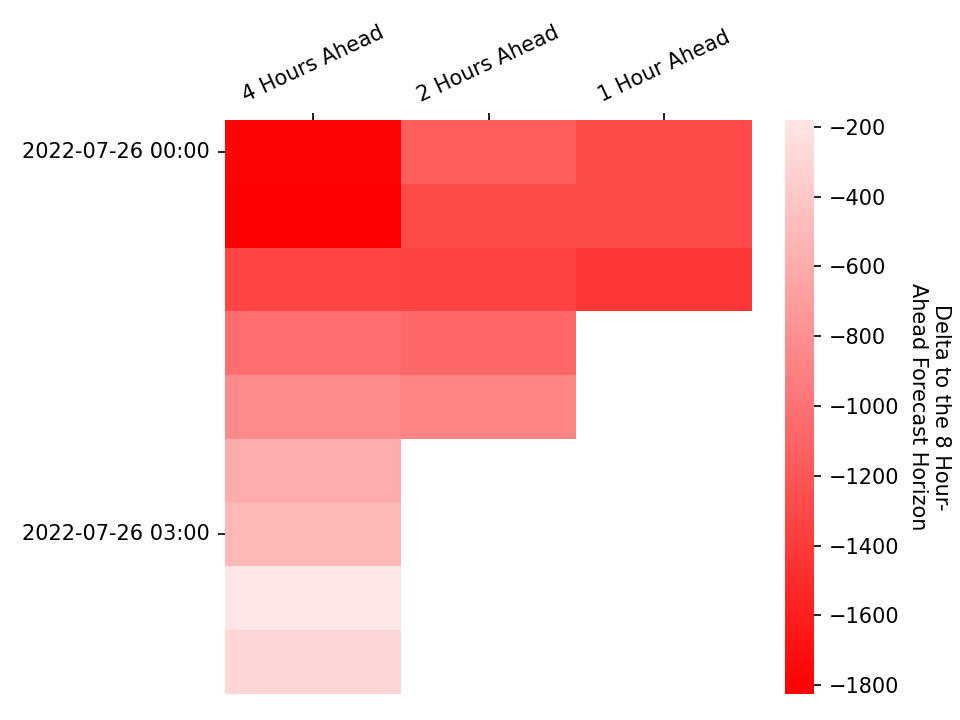 4 Hours Ahead
2 Hours Ahead
1 Hour Ahead
2022-07-26 00:00
2022-07-26 03:00
−200
−400
−600
−800
−1000
−1200
−1400
−1600
−1800
Delta to the 8 Hour-
Ahead Forecast Horizon